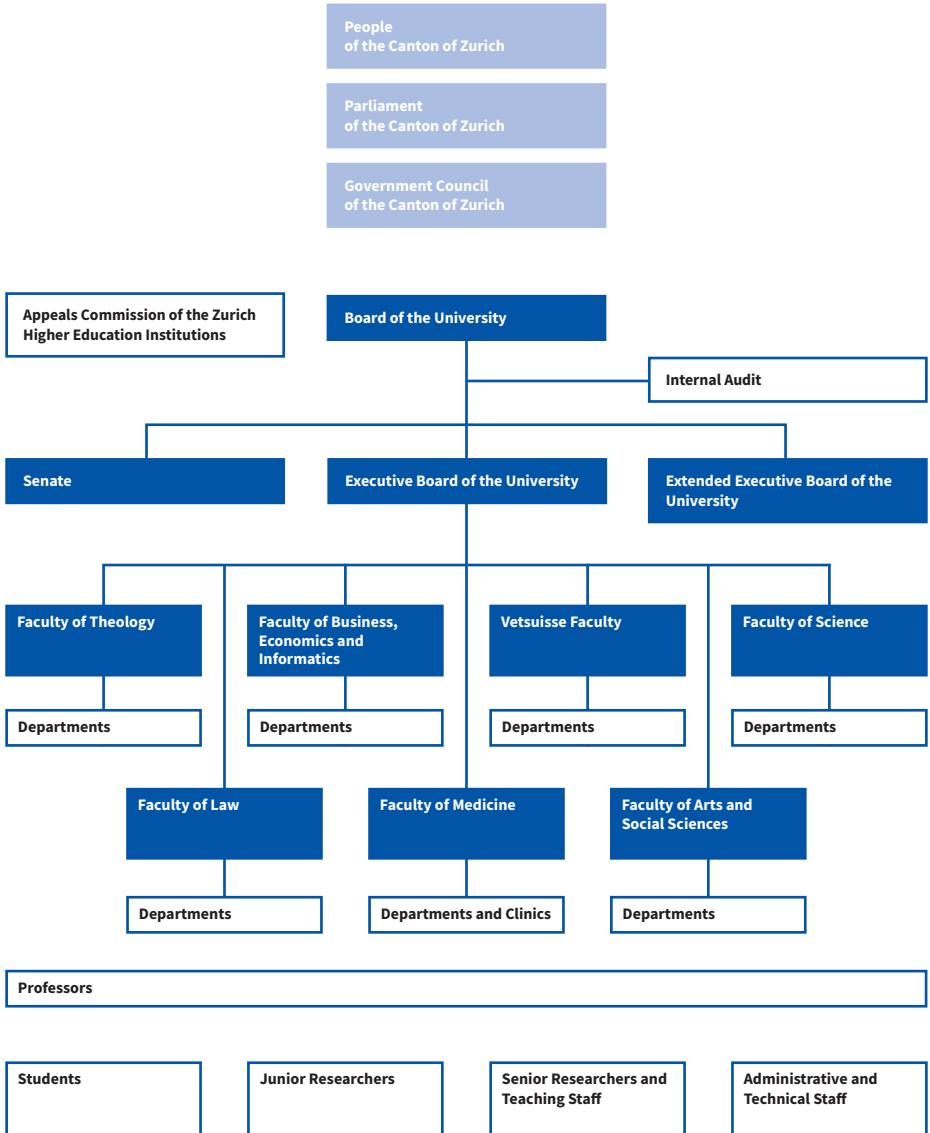 People
of the Canton of Zurich
Parliament
of the Canton of Zurich
Government Council
of the Canton of Zurich
Appeals Commission of the Zurich
Higher Education Institutions
Board of the University
Internal Audit
Senate
Executive Board of the University
Extended Executive Board of the
University
Faculty of Theology
Faculty of Business,
Economics and
Informatics
Vetsuisse Faculty
Faculty of Science
Departments
Departments
Departments
Departments
Faculty of Law
Faculty of Medicine
Faculty of Arts and
Social Sciences
Departments
Departments and Clinics
Departments
Professors
Students
Junior Researchers
Senior Researchers and
Teaching Staff
Administrative and
Technical Staff